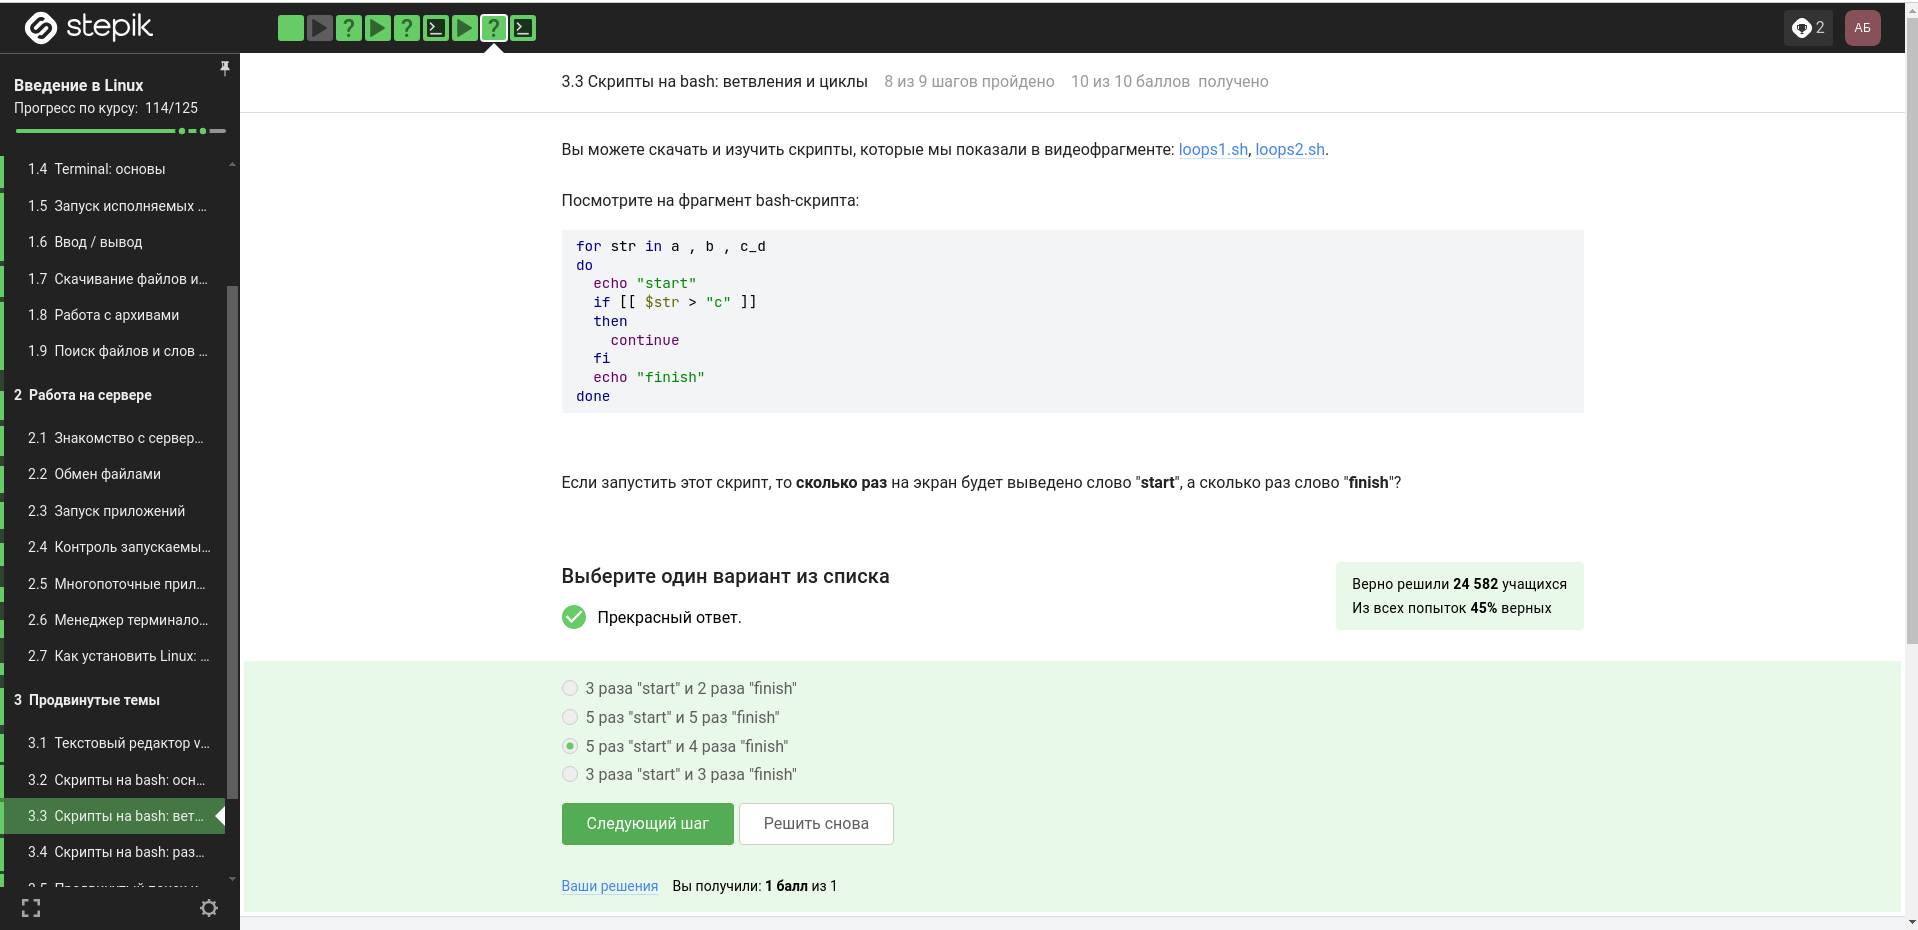 stepik
2
АБ
Введение в Linux
Прогресс по курсу: 114/125
1.4 Terminal: основы
1.5 Запуск исполняемых ...
1.6 Ввод / вывод
1.7 Скачивание файлов и...
1.8 Работа с архивами
1.9 Поиск файлов и слов ...
2 Работа на сервере
2.1 Знакомство с сервер...
2.2 Обмен файлами
2.3 Запуск приложений
2.4 Контроль запускаемы...
2.5 Многопоточные прил...
2.6 Менеджер терминало...
2.7 Как установить Linux: ...
3 Продвинутые темы
3.1 Текстовый редактор v...
3.2 Скрипты на bash: осн...
3.3 Скрипты на bash: вет...
3.4 Скрипты на bash: раз...
3.3 Скрипты на bash: ветвления и циклы 8 из 9 шагов пройдено 10 из 10 баллов получено
Вы можете скачать и изучить скрипты, которые мы показали в видеофрагменте: loops1.sh, loops2.sh.
Посмотрите на фрагмент bash-скрипта:
for str in a , b , c_d
do
echo "start"
if [[ $str > "c" ]]
then
continue
fi
echo "finish"
done
Если запустить этот скрипт, то сколько раз на экран будет выведено слово "start", а сколько раз слово "finish"?
Выберите один вариант из списка
Прекрасный ответ.
Верно решили 24 582 учащихся
Из всех попыток 45% верных
3 раза "start" и 2 раза "finish"
5 раз "start" и 5 раз "finish"
5 раз "start" и 4 раза "finish"
3 раза "start" и 3 раза "finish"
Следующий шаг
Решить снова
Ваши решения Вы получили: 1 балл из 1